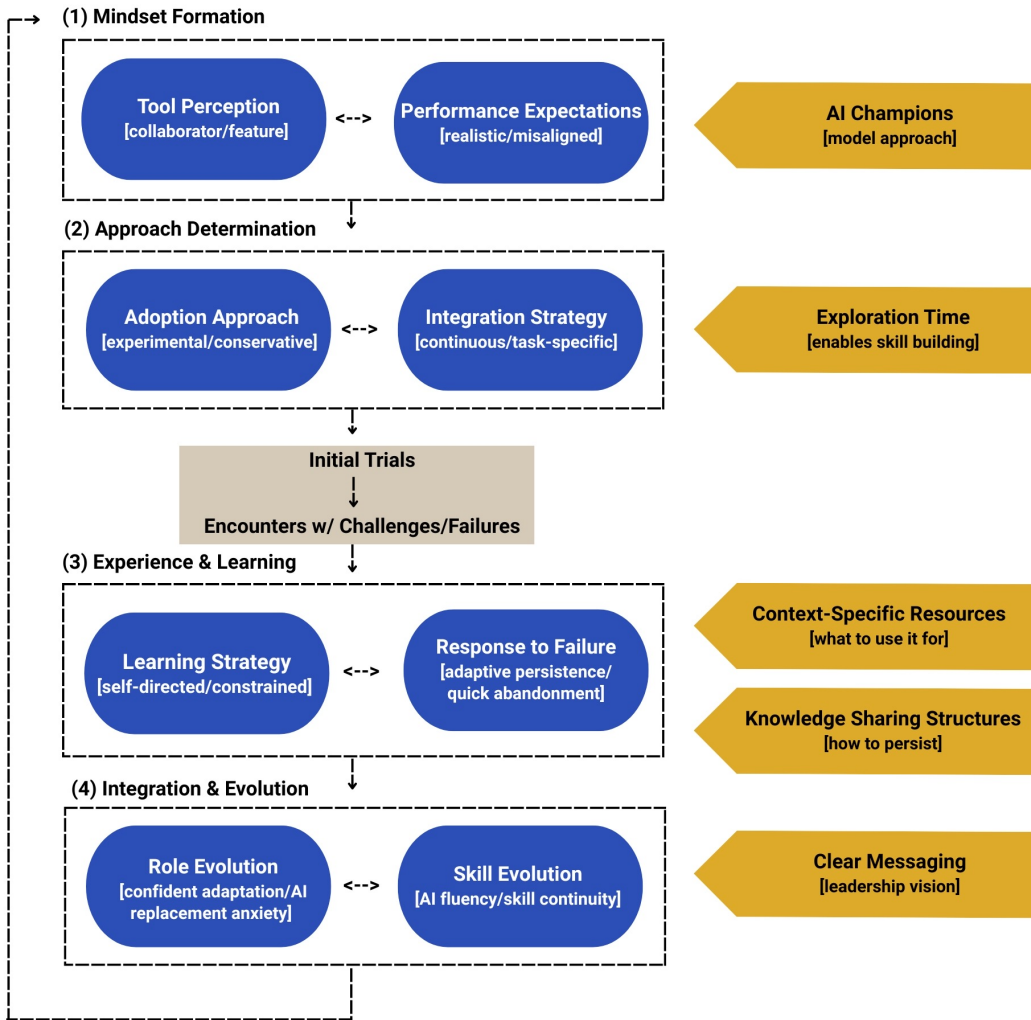 (1) Mindset Formation
Tool Perception
[collaborator/feature]
<-->
Performance Expectations
[realistic/misaligned]
AI Champions
[model approach]
(2) Approach Determination
Adoption Approach
[experimental/conservative]
<-->
Integration Strategy
[continuous/task-specific]
Exploration Time
[enables skill building]
Initial Trials
Encounters w/ Challenges/Failures
(3) Experience & Learning
Learning Strategy
[self-directed/constrained]
<-->
Response to Failure
[adaptive persistence/
quick abandonment]
Context-Specific Resources
[what to use it for]
Knowledge Sharing Structures
[how to persist]
(4) Integration & Evolution
Role Evolution
[confident adaptation/AI
replacement anxiety]
<-->
Skill Evolution
[AI fluency/skill continuity]
Clear Messaging
[leadership vision]